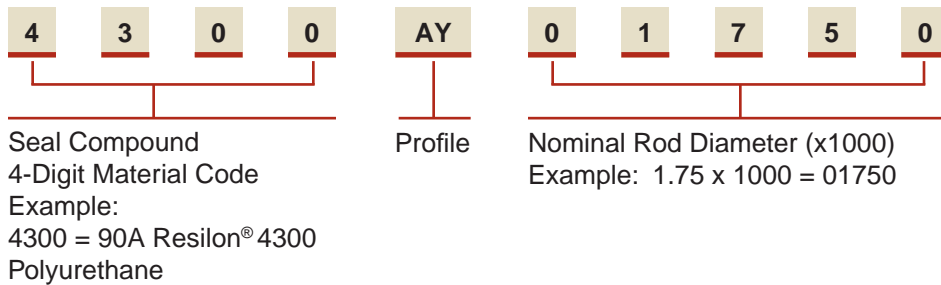 4 3 0 0 AY 0 1 7 5 0
Seal Compound
4-Digit Material Code
Example:
4300 = 90A Resilon® 4300
Polyurethane
Profile
Nominal Rod Diameter (x1000)
Example: 1.75 x 1000 = 01750